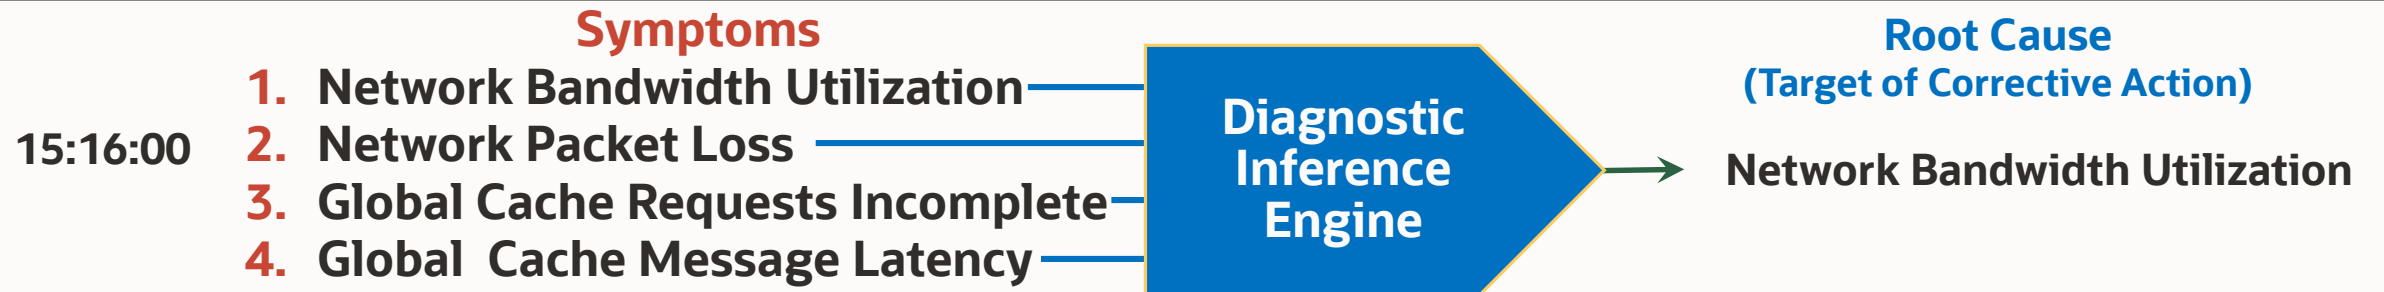 Symptoms
15:16:00
1. Network Bandwidth Utilization
2. Network Packet Loss
3. Global Cache Requests Incomplete
4. Global Cache Message Latency
Diagnostic
Inference
Engine
Root Cause
(Target of Corrective Action)
Network Bandwidth Utilization